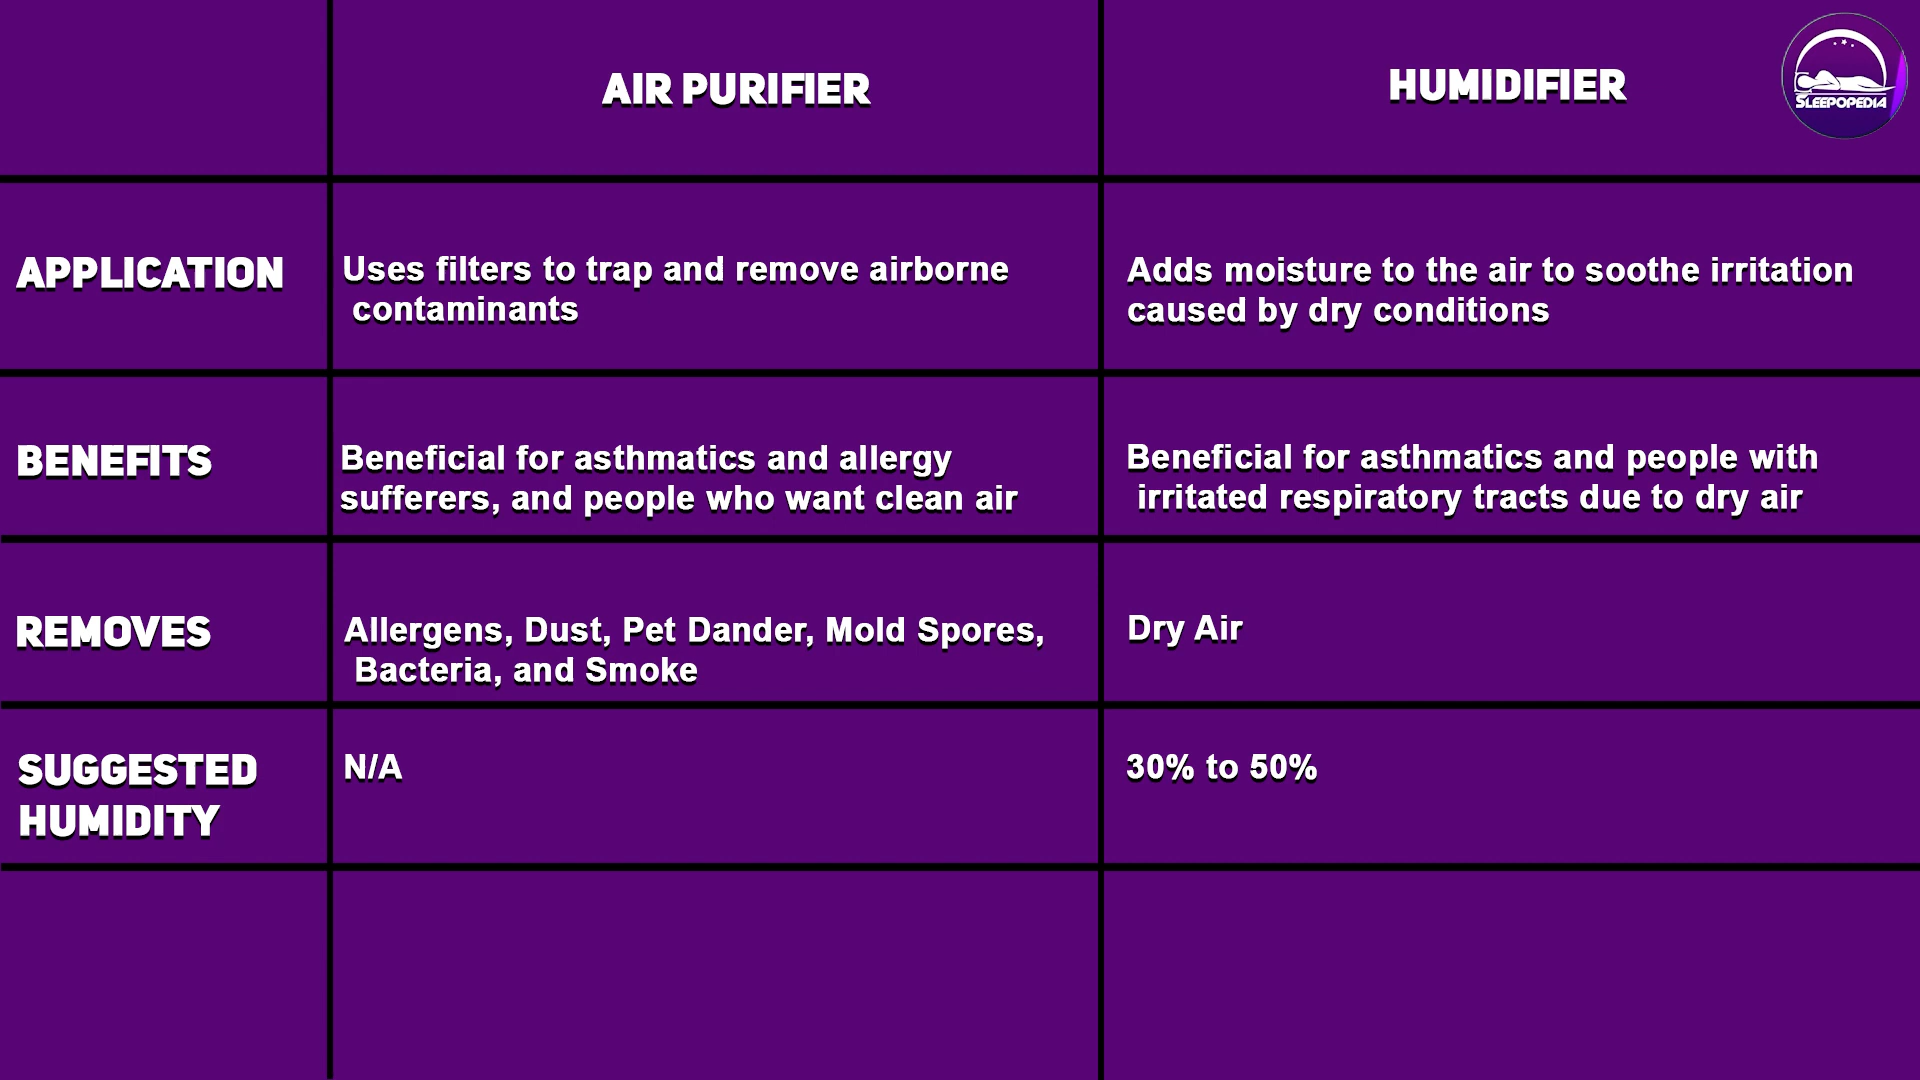 AIR PURIFIER
HUMIDIFIER
SLEEPOPEDIA
APPLICATION
Uses filters to trap and remove airborne
contaminants
Adds moisture to the air to soothe irritation
caused by dry conditions
BENEFITS
Beneficial for asthmatics and allergy
sufferers, and people who want clean air
Beneficial for asthmatics and people with
irritated respiratory tracts due to dry air
REMOVES
Allergens, Dust, Pet Dander, Mold Spores,
Bacteria, and Smoke
Dry Air
SUGGESTED
HUMIDITY
N/A
30% to 50%